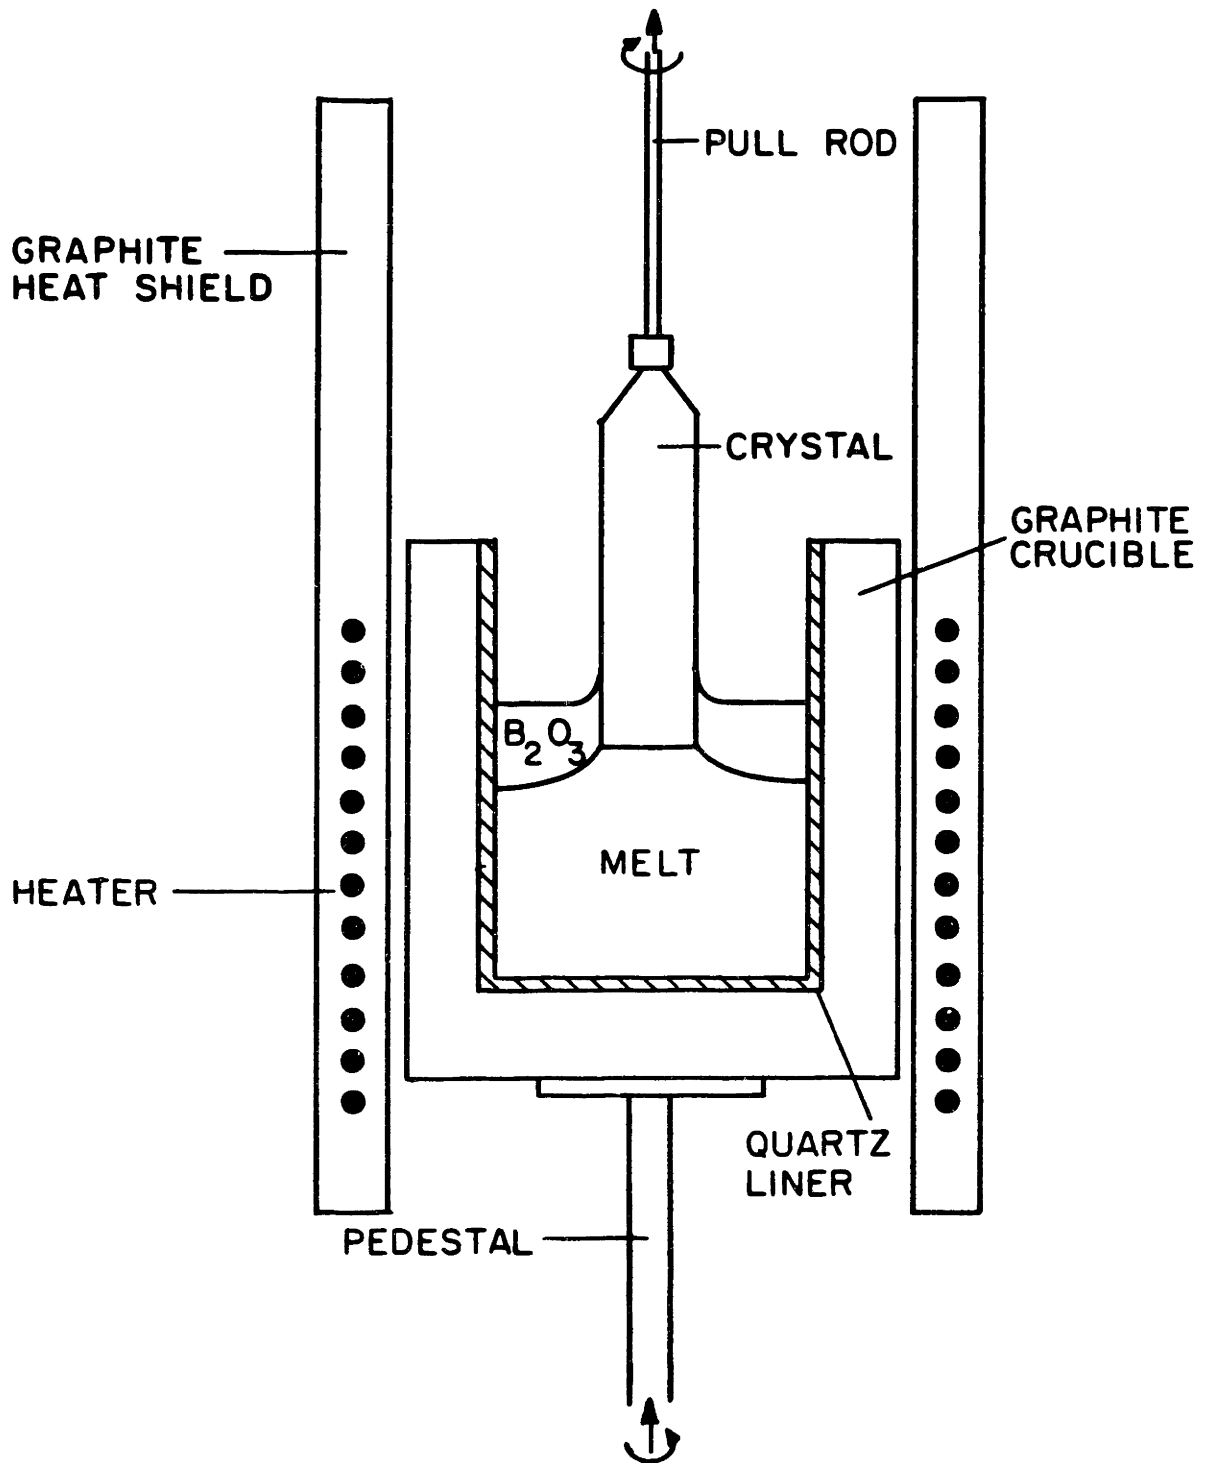 PULL ROD
GRAPHITE
HEAT SHIELD
CRYSTAL
GRAPHITE
CRUCIBLE
B2O3
MELT
HEATER
QUARTZ
LINER
PEDESTAL